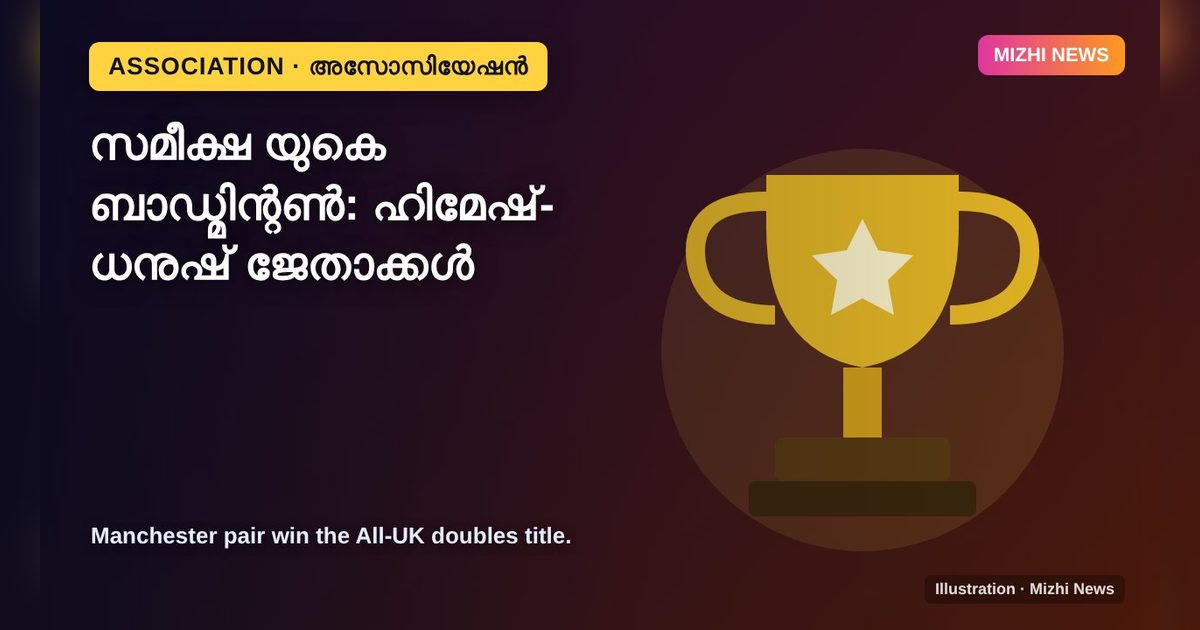 ASSOCIATION · അസോസിയേഷൻ
MIZHI NEWS
സമീക്ഷ യുകെ
ബാഡ്മിന്റൺ: ഹിമേഷ്-
ധനുഷ് ജേതാക്കൾ
Manchester pair win the All-UK doubles title.
Illustration · Mizhi News